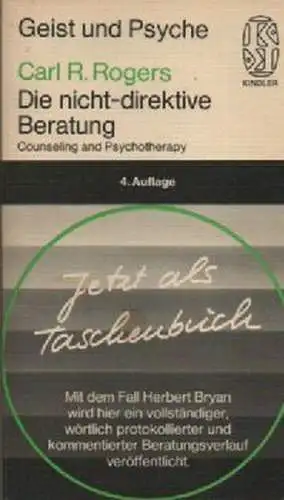 Geist und Psyche
KINDLER
Carl R. Rogers
Die nicht-direktive
Beratung
Counseling and Psychotherapy
4. Auflage
Jetzt als
Taschenbuch
Mit dem Fall Herbert Bryan
wird hier ein vollständiger,
wörtlich protokollierter und
kommentierter Beratungsverlauf
veröffentlicht.